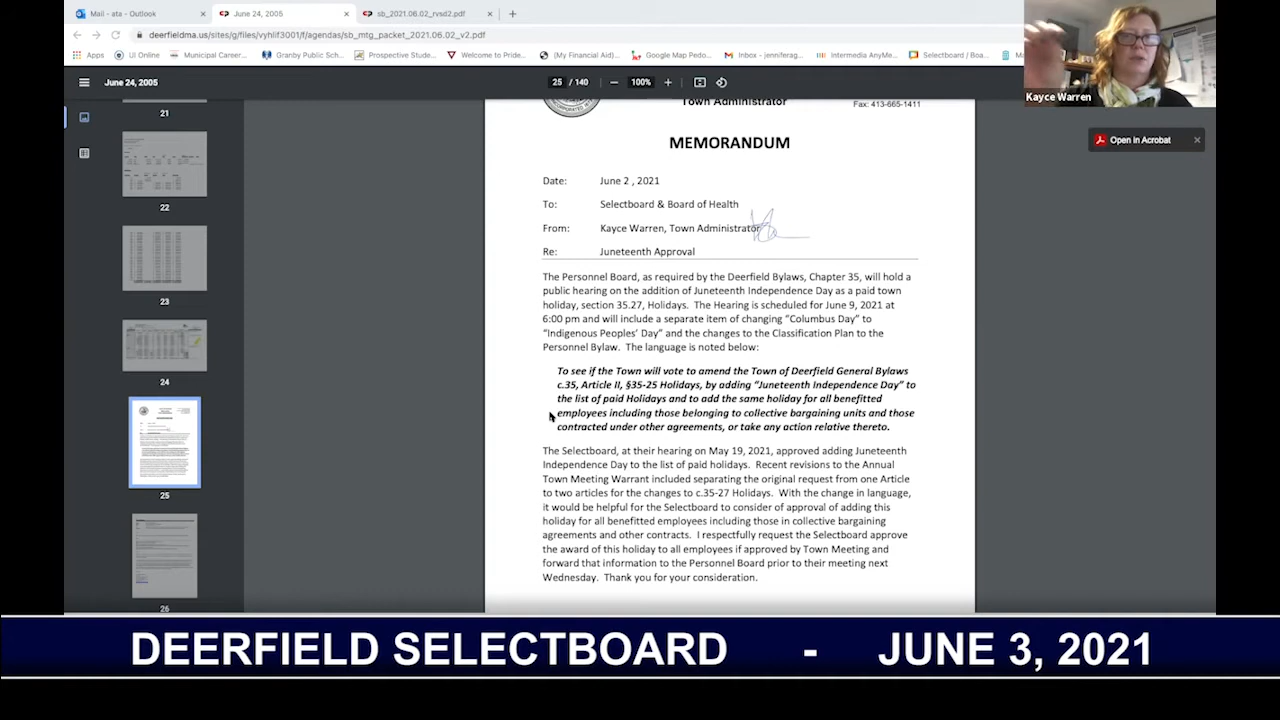 Mail - ata - Outlook
June 24, 2005
sb_2021.06.02_rvsd2.pdf
deerfieldma.us/sites/g/files/vyhlif3001/f/agendas/sb_mtg_packet_2021.06.02_v2.pdf
Apps UI Online Municipal Career... Granby Public Sch... Prospective Stude... Welcome to Pride... (My Financial Aid)... Google Map Pedo... Inbox - jenniferag... Intermedia AnyMe... Selectboard / Boa...
June 24, 2005
25 / 140
100%
Kayce Warren
Open in Acrobat
21
22
23
24
25
26
Town Administrator
Fax: 413-665-1411
MEMORANDUM
Date: June 2 , 2021
To: Selectboard & Board of Health
From: Kayce Warren, Town Administrator
Re: Juneteenth Approval
The Personnel Board, as required by the Deerfield Bylaws, Chapter 35, will hold a
public hearing on the addition of Juneteenth Independence Day as a paid town
holiday, section 35.27, Holidays. The Hearing is scheduled for June 9, 2021 at
6:00 pm and will include a separate item of changing “Columbus Day” to
“Indigenous Peoples’ Day” and the changes to the Classification Plan to the
Personnel Bylaw. The language is noted below:
To see if the Town will vote to amend the Town of Deerfield General Bylaws
c.35, Article II, §35-25 Holidays, by adding “Juneteenth Independence Day” to
the list of paid Holidays and to add the same holiday for all benefitted
employees including those belonging to collective bargaining units and those
contracted under other agreements, or take any action relative thereto.
The Selectboard, at their hearing on May 19, 2021, approved adding Juneteenth
Independence Day to the list of paid holidays. Recent revisions to the Annual
Town Meeting Warrant included separating the original request from one Article
to two articles for the changes to c.35-27 Holidays. With the change in language,
it would be helpful for the Selectboard to consider of approval of adding this
holiday for all benefitted employees including those in collective bargaining
agreements and other contracts. I respectfully request the Selectboard approve
the award of this holiday to all employees if approved by Town Meeting and
forward that information to the Personnel Board prior to their meeting next
Wednesday. Thank you for your consideration.
DEERFIELD SELECTBOARD - JUNE 3, 2021